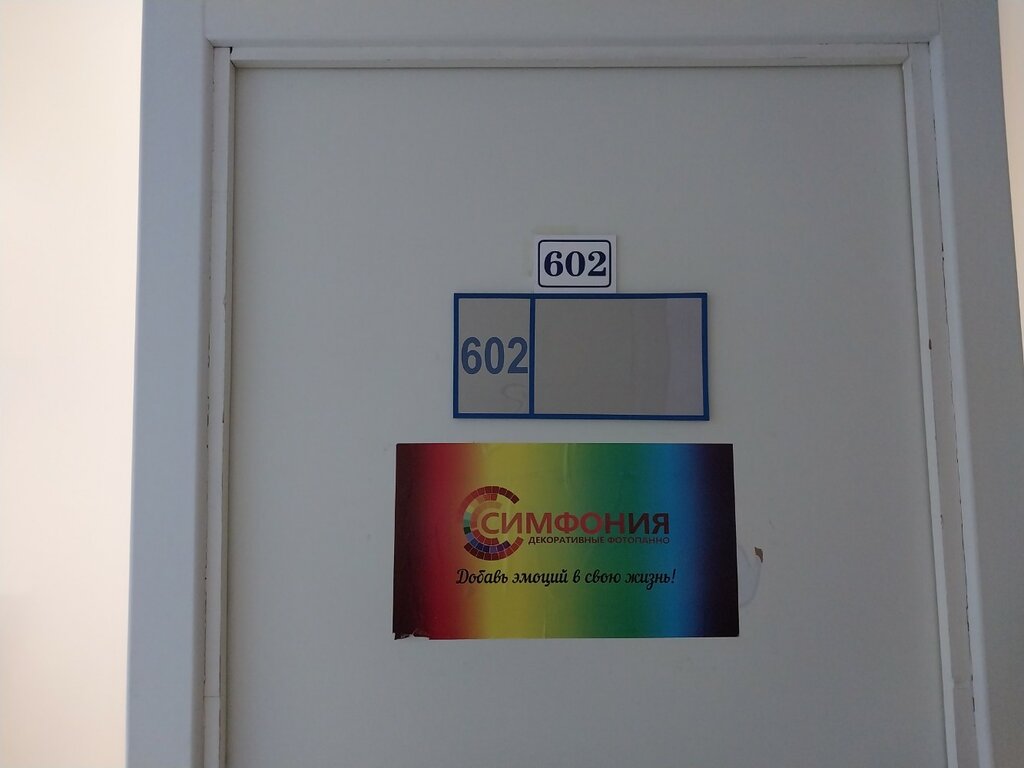 602
602
СИМФОНИЯ
ДЕКОРАТИВНЫЕ ФОТОПАННО
Добавь эмоций в свою жизнь!